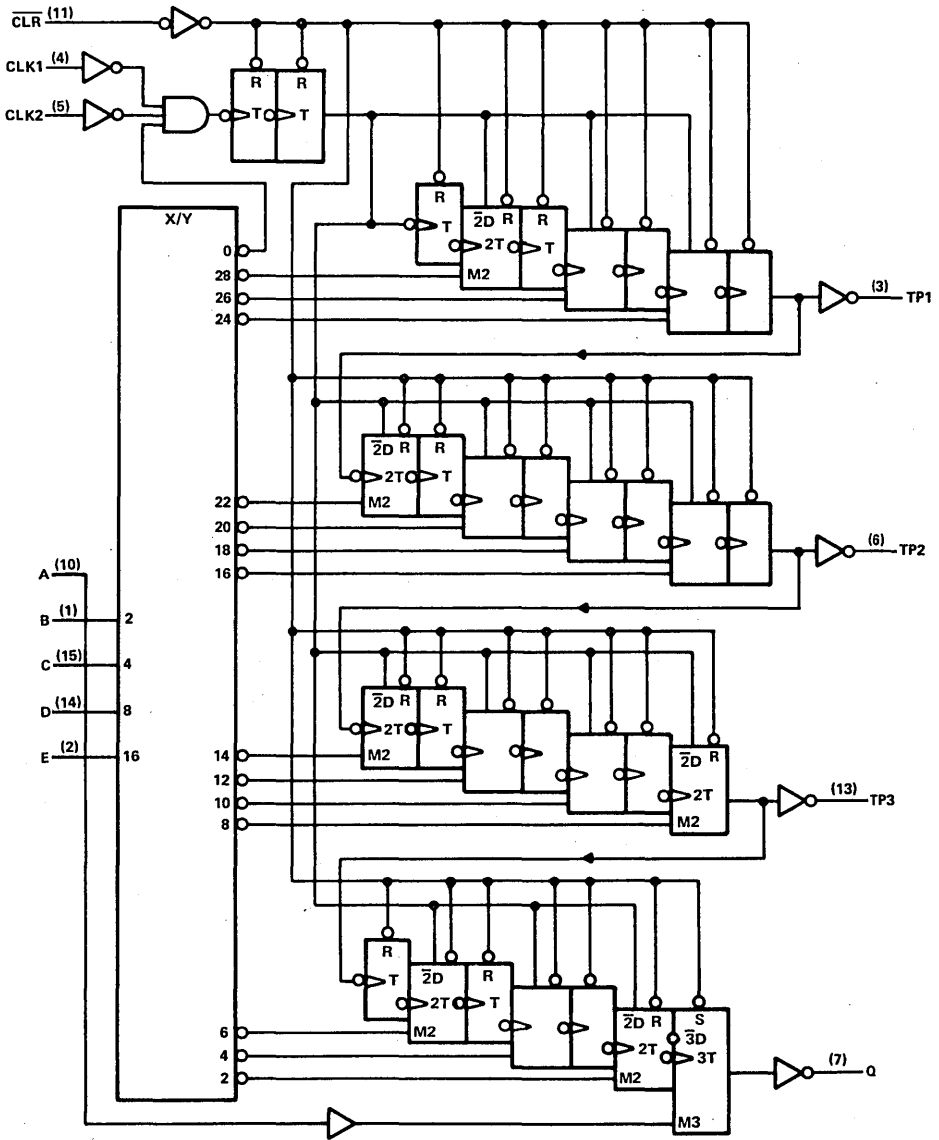 CLR (11)
CLK1 (4)
CLK2 (5)
R R
T T
X/Y
R
2D R R
T
2T T
M2
0
28
26
24
(3) TP1
2D R R
2T T
M2
22
20
18
16
(6) TP2
A (10)
B (1) 2
C (15) 4
D (14) 8
E (2) 16
2D R R
2T T
M2
14
12
10
8
2D R
2T
M2
(13) TP3
R
T
2D R
2T T
M2
6
4
2
2D R S
3D
2T 3T
M2
M3
(7) Q